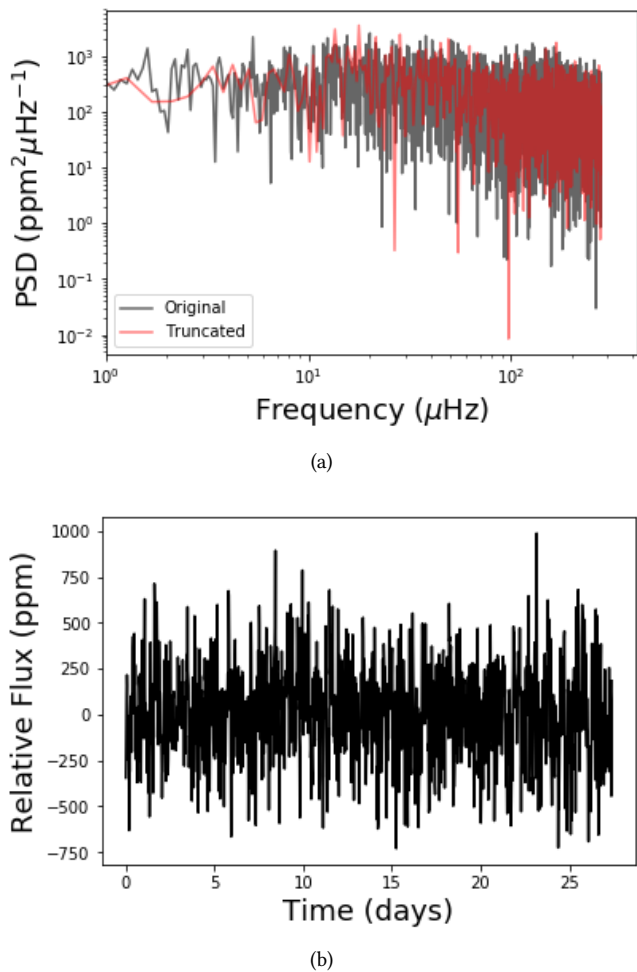 10³
10²
10¹
10⁰
10⁻¹
10⁻²
PSD (ppm²μHz⁻¹)
Original
Truncated
10⁰ 10¹ 10²
Frequency (μHz)
(a)
1000
750
500
250
0
−250
−500
−750
Relative Flux (ppm)
0 5 10 15 20 25
Time (days)
(b)